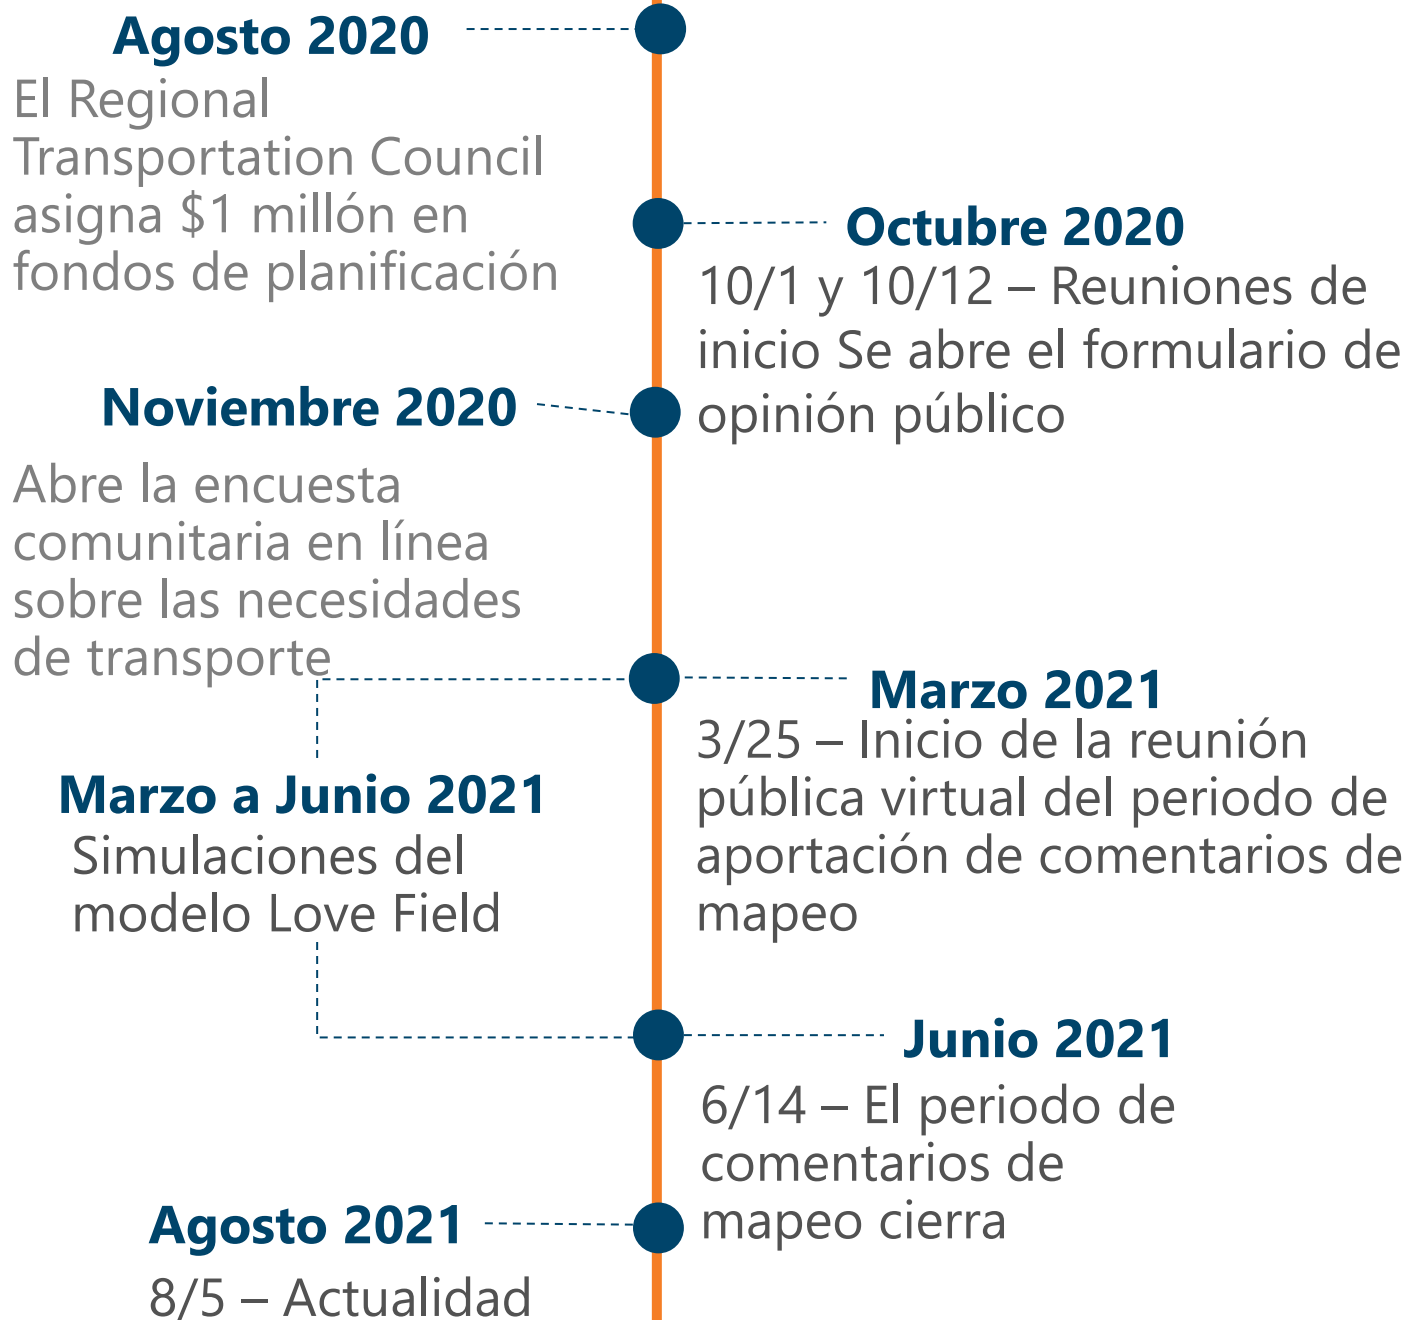 Agosto 2020
El Regional
Transportation Council
asigna $1 millón en
fondos de planificación
Octubre 2020
10/1 y 10/12 – Reuniones de
inicio Se abre el formulario de
opinión público
Noviembre 2020
Abre la encuesta
comunitaria en línea
sobre las necesidades
de transporte
Marzo 2021
3/25 – Inicio de la reunión
pública virtual del periodo de
aportación de comentarios de
mapeo
Marzo a Junio 2021
Simulaciones del
modelo Love Field
Junio 2021
6/14 – El periodo de
comentarios de
mapeo cierra
Agosto 2021
8/5 – Actualidad